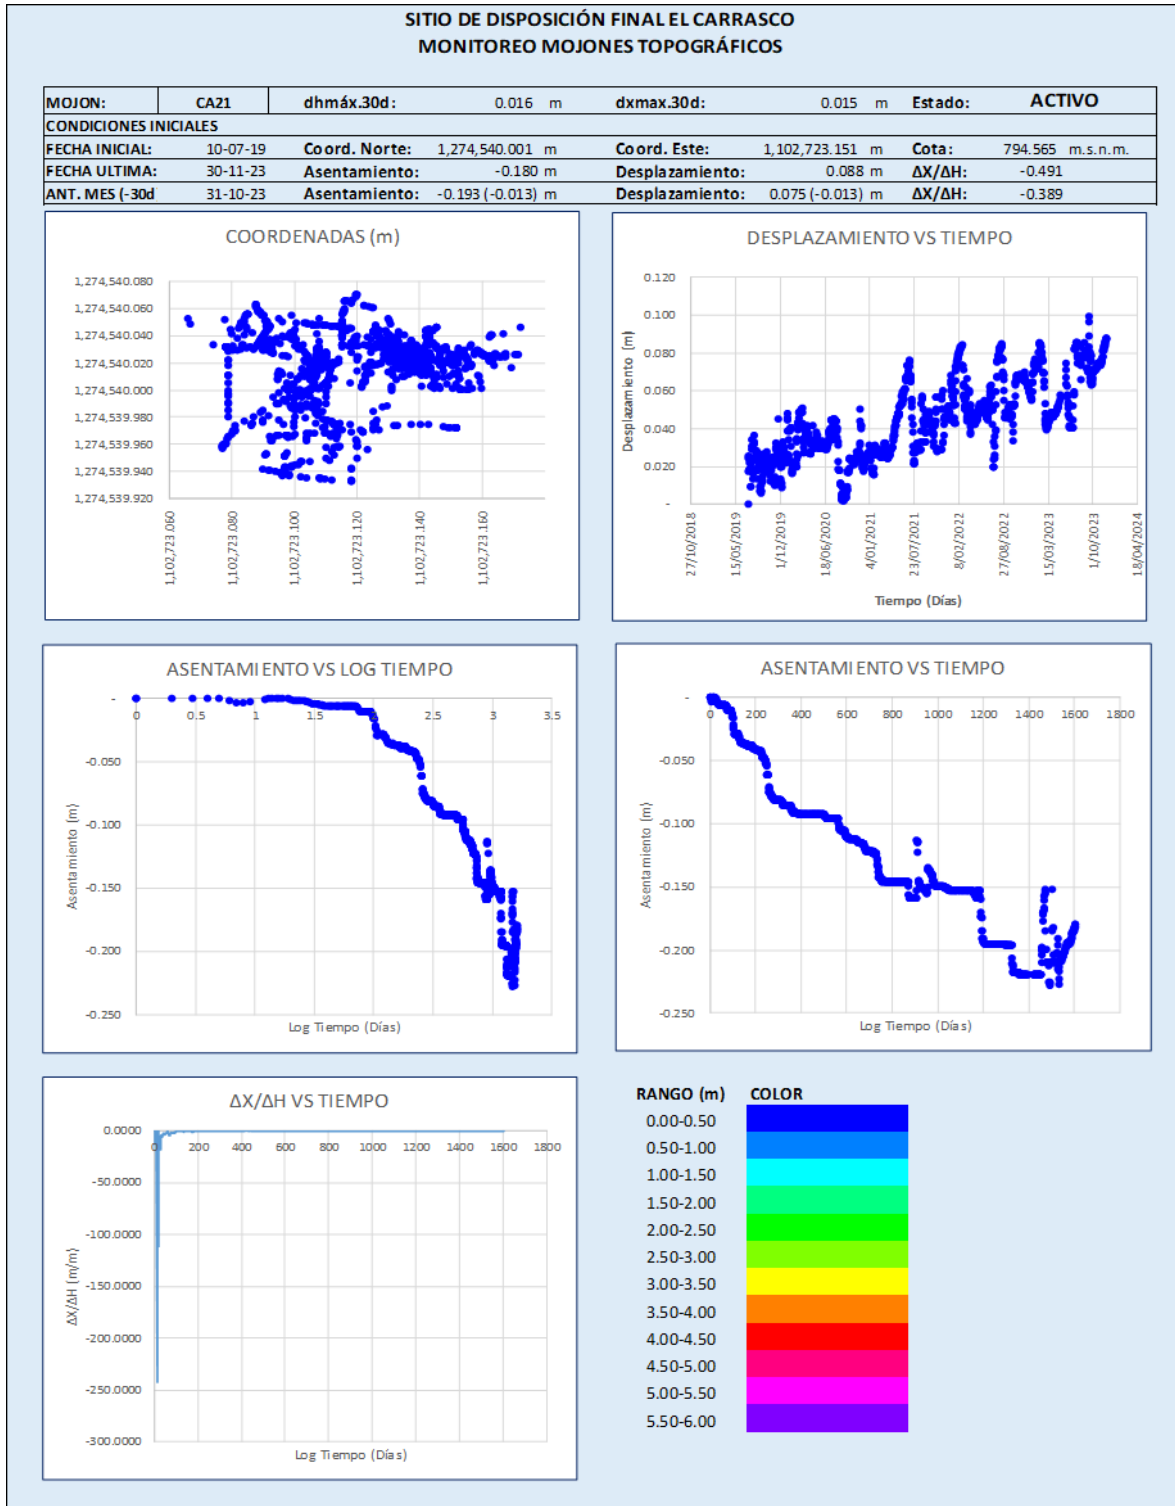 SITIO DE DISPOSICIÓN FINAL EL CARRASCO
MONITOREO MOJONES TOPOGRÁFICOS
MOJON: CA21 dhmáx.30d: 0.016 m dxmax.30d: 0.015 m Estado: ACTIVO
CONDICIONES INICIALES
FECHA INICIAL: 10-07-19 Coord. Norte: 1,274,540.001 m Coord. Este: 1,102,723.151 m Cota: 794.565 m.s.n.m.
FECHA ULTIMA: 30-11-23 Asentamiento: -0.180 m Desplazamiento: 0.088 m ΔX/ΔH: -0.491
ANT. MES (-30d 31-10-23 Asentamiento: -0.193 (-0.013) m Desplazamiento: 0.075 (-0.013) m ΔX/ΔH: -0.389
COORDENADAS (m)
1,274,540.080
1,274,540.060
1,274,540.040
1,274,540.020
1,274,540.000
1,274,539.980
1,274,539.960
1,274,539.940
1,274,539.920
1,102,723.060
1,102,723.080
1,102,723.100
1,102,723.120
1,102,723.140
1,102,723.160
DESPLAZAMIENTO VS TIEMPO
Desplazamiento (m)
0.120
0.100
0.080
0.060
0.040
0.020
-
27/10/2018
15/05/2019
1/12/2019
18/06/2020
4/01/2021
23/07/2021
8/02/2022
27/08/2022
15/03/2023
1/10/2023
18/04/2024
Tiempo (Días)
ASENTAMIENTO VS LOG TIEMPO
Asentamiento (m)
-
-0.050
-0.100
-0.150
-0.200
-0.250
0 0.5 1 1.5 2 2.5 3 3.5
Log Tiempo (Días)
ASENTAMIENTO VS TIEMPO
Asentamiento (m)
-
-0.050
-0.100
-0.150
-0.200
-0.250
0 200 400 600 800 1000 1200 1400 1600 1800
Log Tiempo (Días)
ΔX/ΔH VS TIEMPO
ΔX/ΔH (m/m)
0.0000
-50.0000
-100.0000
-150.0000
-200.0000
-250.0000
-300.0000
0 200 400 600 800 1000 1200 1400 1600 1800
Log Tiempo (Días)
RANGO (m) COLOR
0.00-0.50
0.50-1.00
1.00-1.50
1.50-2.00
2.00-2.50
2.50-3.00
3.00-3.50
3.50-4.00
4.00-4.50
4.50-5.00
5.00-5.50
5.50-6.00